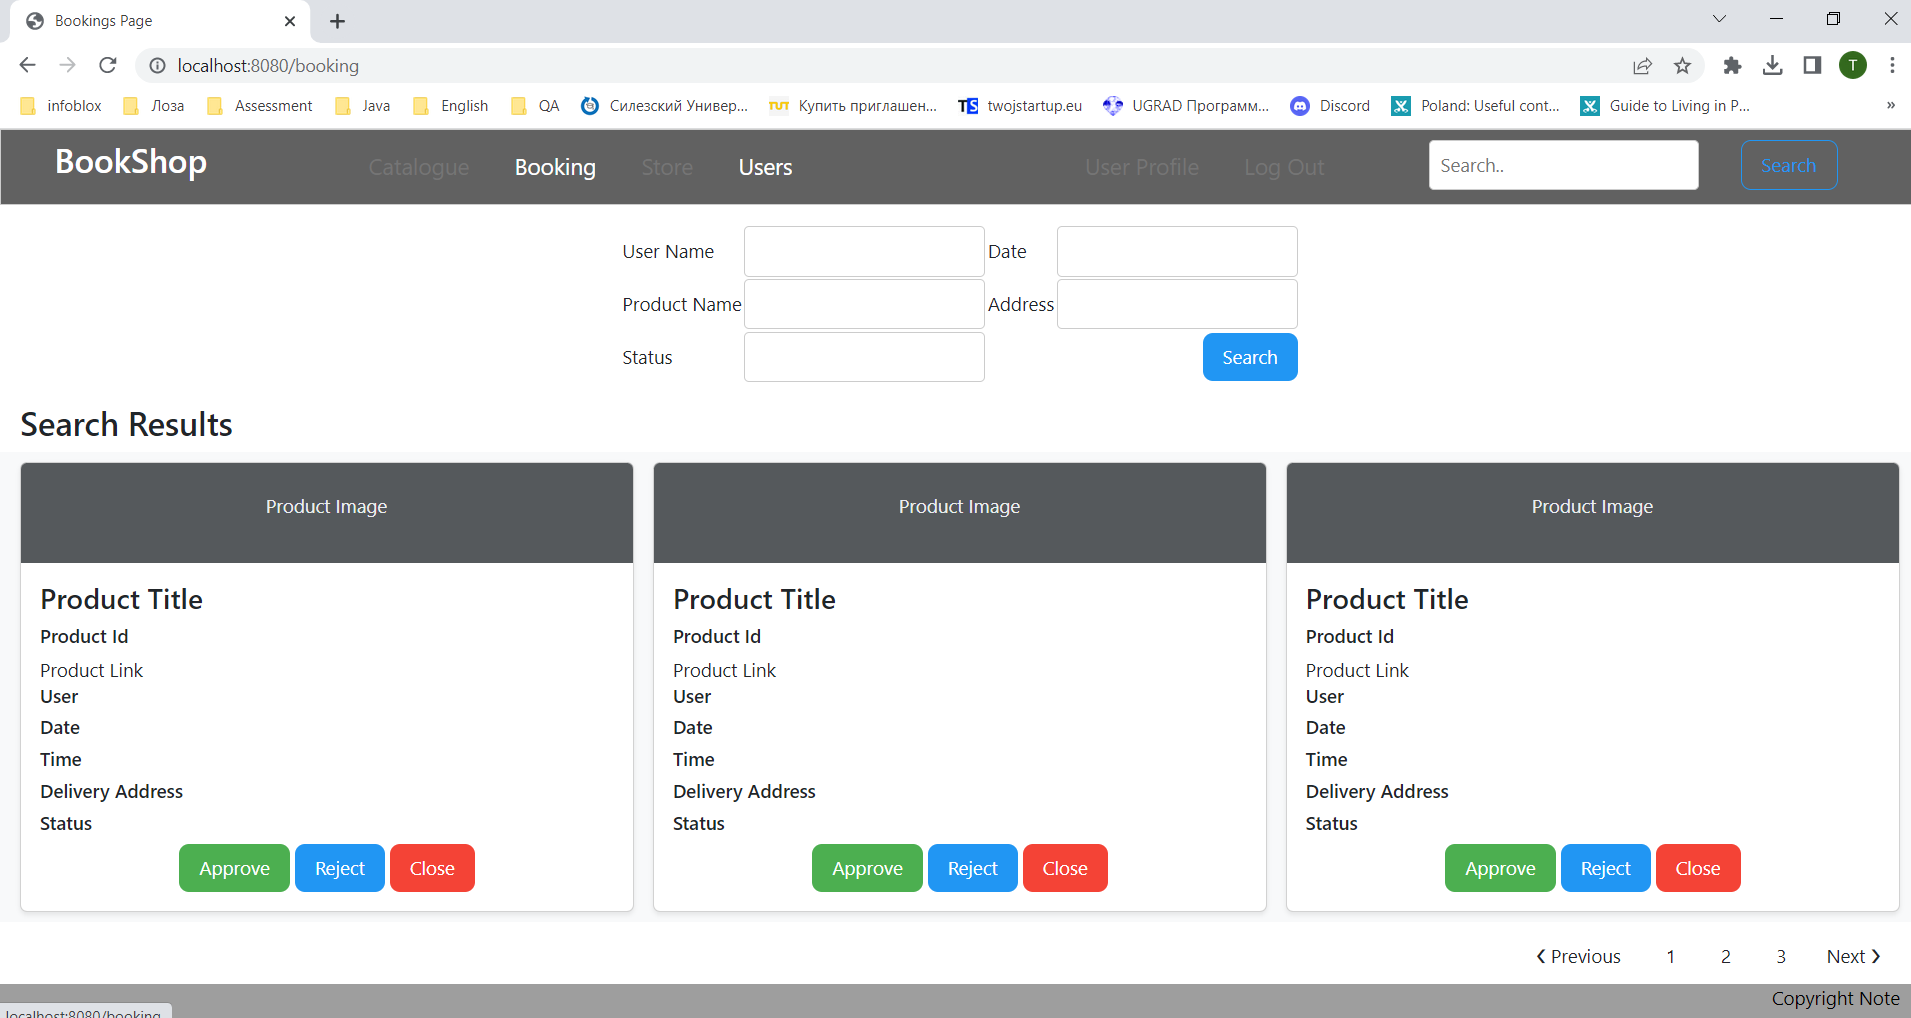 Bookings Page
localhost:8080/booking
T
infoblox Лоза Assessment Java English QA Силезский Универ... Купить приглашен... twojstartup.eu UGRAD Программ... Discord Poland: Useful cont... Guide to Living in P... »
BookShop Catalogue Booking Store Users User Profile Log Out Search.. Search
User Name Date
Product Name Address
Status Search
Search Results
Product Image Product Image Product Image
Product Title Product Title Product Title
Product Id Product Id Product Id
Product Link Product Link Product Link
User User User
Date Date Date
Time Time Time
Delivery Address Delivery Address Delivery Address
Status Status Status
Approve Reject Close Approve Reject Close Approve Reject Close
❮ Previous 1 2 3 Next ❯
Copyright Note
localhost:8080/booking